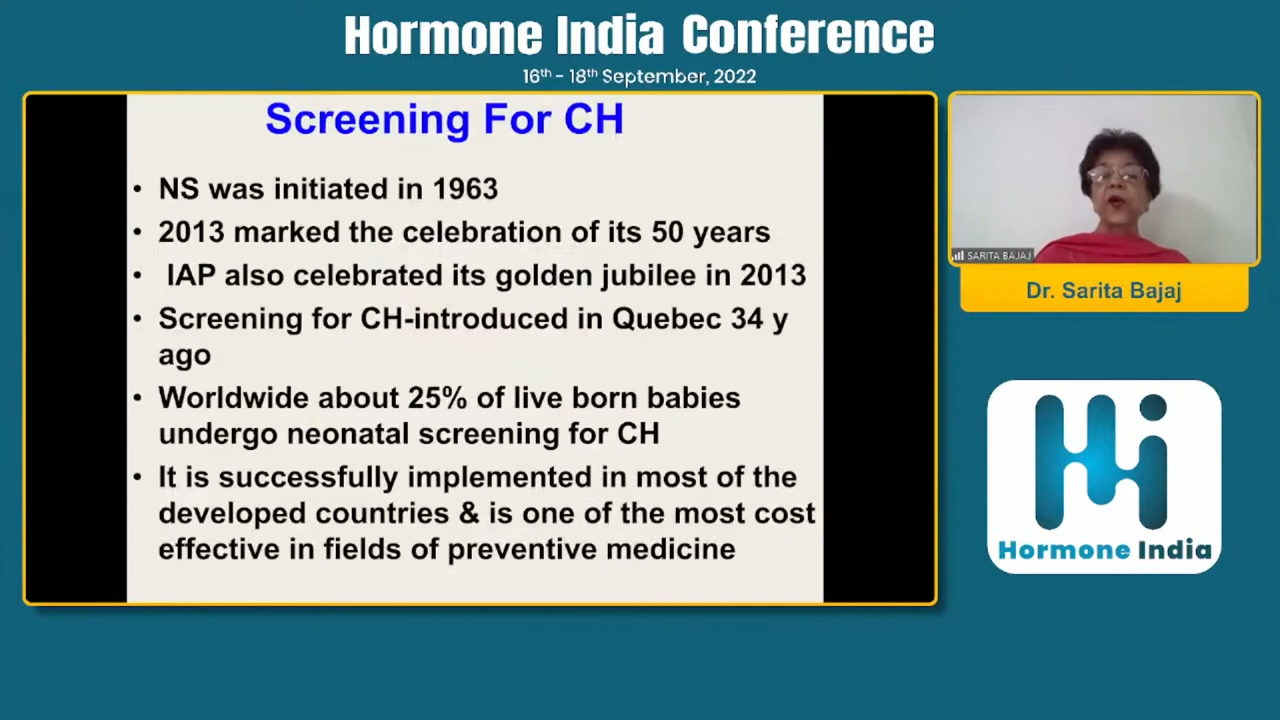 Hormone India Conference
16th - 18th September, 2022
Screening For CH
• NS was initiated in 1963
• 2013 marked the celebration of its 50 years
• IAP also celebrated its golden jubilee in 2013
• Screening for CH-introduced in Quebec 34 y
ago
• Worldwide about 25% of live born babies
undergo neonatal screening for CH
• It is successfully implemented in most of the
developed countries & is one of the most cost
effective in fields of preventive medicine
SARITA BAJAJ
Dr. Sarita Bajaj
Hi
Hormone India